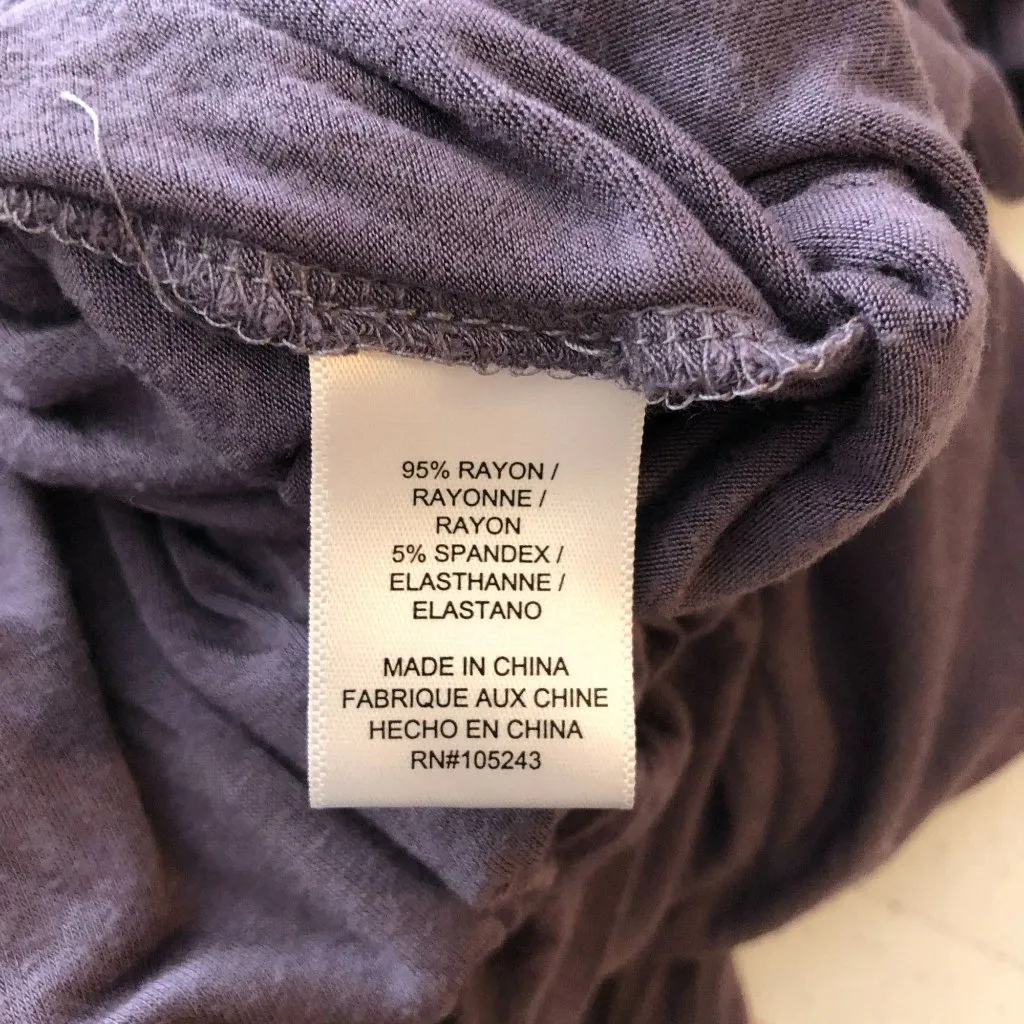 95% RAYON /
RAYONNE /
RAYON
5% SPANDEX /
ELASTHANNE /
ELASTANO
MADE IN CHINA
FABRIQUE AUX CHINE
HECHO EN CHINA
RN#105243